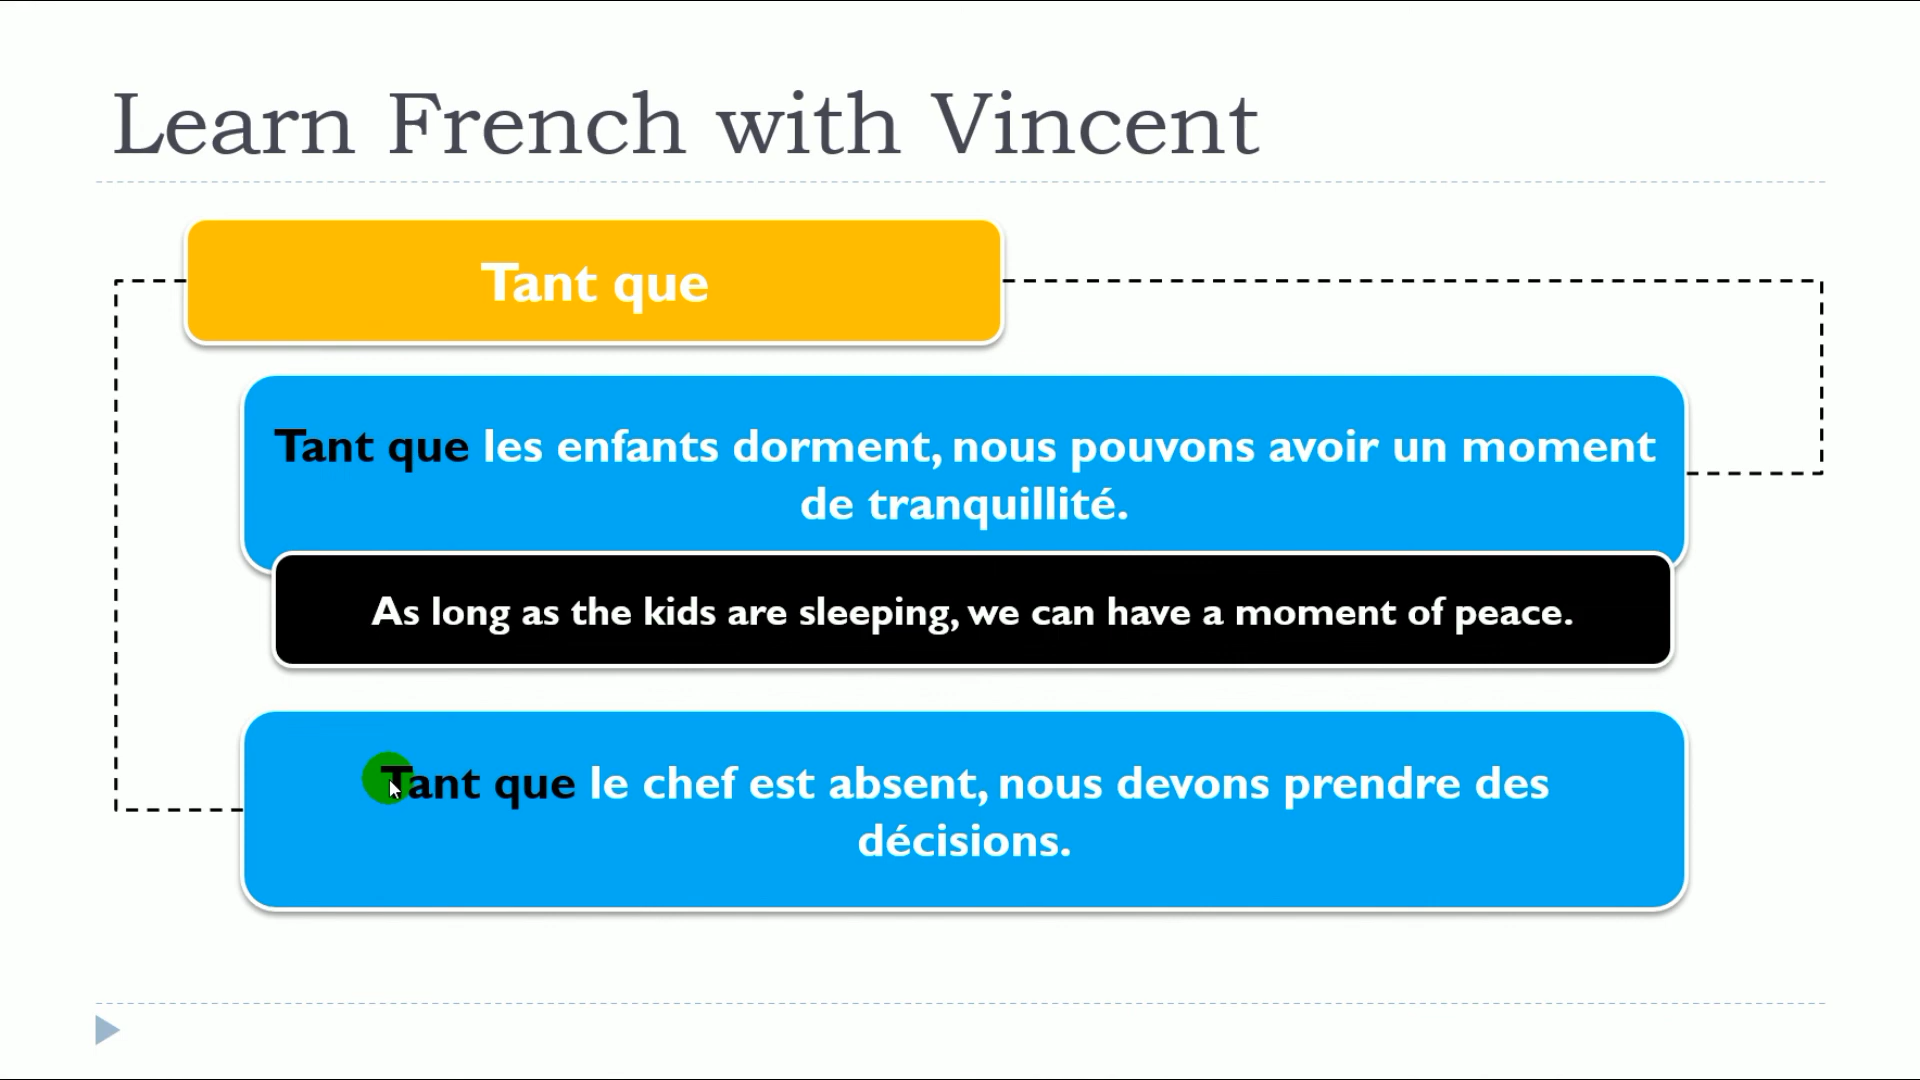 Learn French with Vincent
Tant que
Tant que les enfants dorment, nous pouvons avoir un moment
de tranquillité.
As long as the kids are sleeping, we can have a moment of peace.
Tant que le chef est absent, nous devons prendre des
décisions.